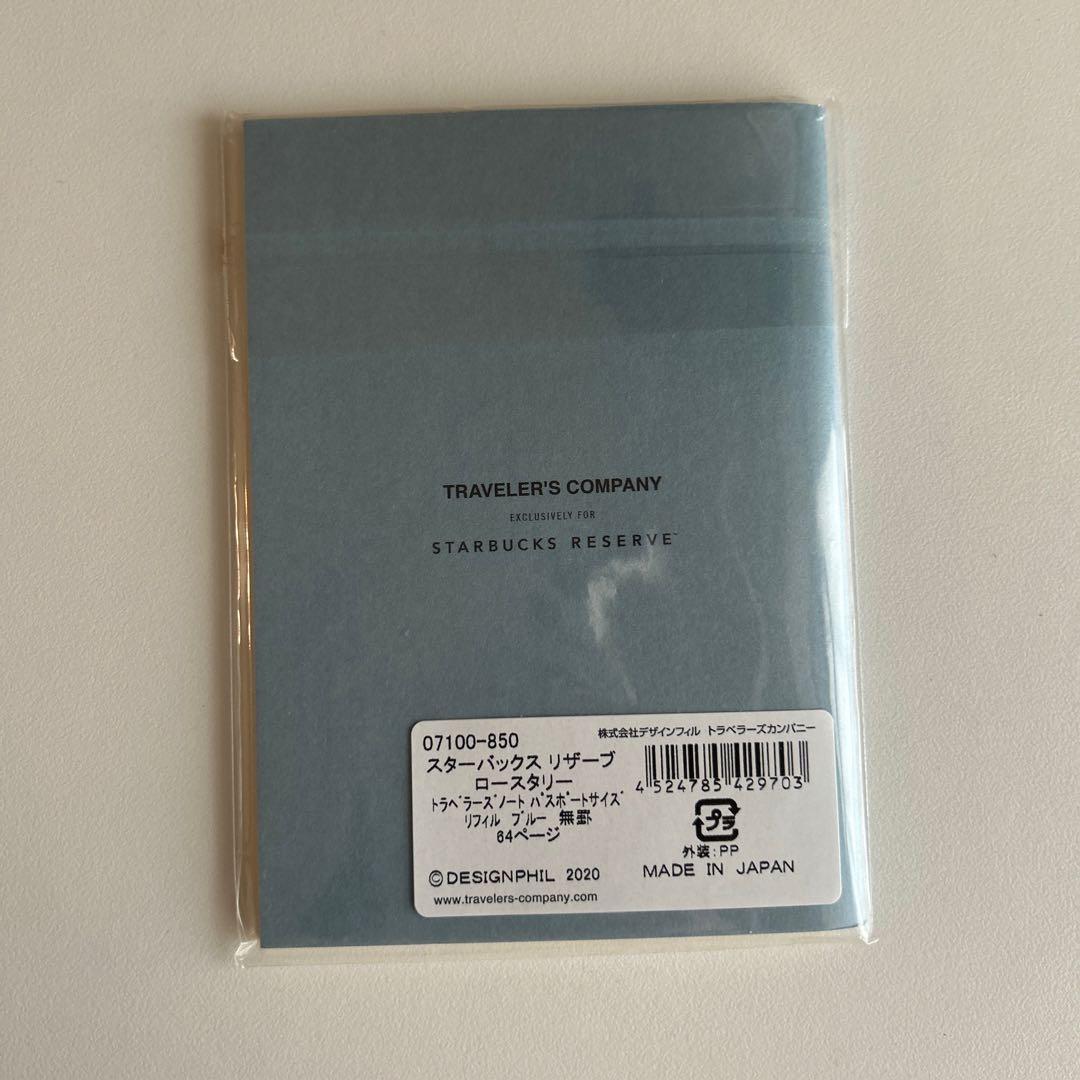 TRAVELER'S COMPANY
EXCLUSIVELY FOR
STARBUCKS RESERVE™
07100-850
株式会社デザインフィル トラベラーズカンパニー
スターバックス リザーブ
ロースタリー
トラベラーズノート パスポートサイズ
リフィル ブルー 無罫
64ページ
4 524785 429703
プラ
外装:PP
©DESIGNPHIL 2020
MADE IN JAPAN
www.travelers-company.com